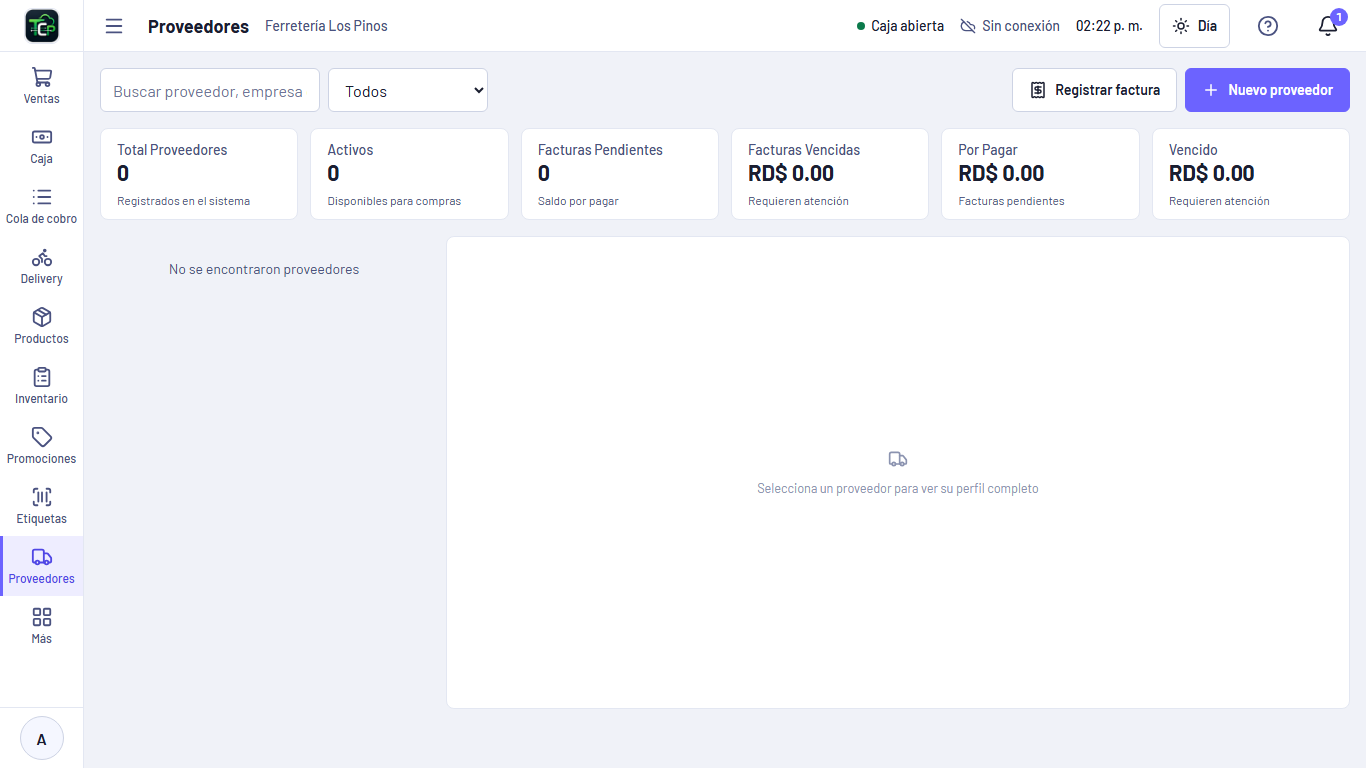 TCP
Proveedores
Ferretería Los Pinos
Caja abierta
Sin conexión
02:22 p. m.
Día
1
Ventas
Caja
Cola de cobro
Delivery
Productos
Inventario
Promociones
Etiquetas
Proveedores
Más
A
Buscar proveedor, empresa
Todos
Registrar factura
Nuevo proveedor
Total Proveedores
0
Registrados en el sistema
Activos
0
Disponibles para compras
Facturas Pendientes
0
Saldo por pagar
Facturas Vencidas
RD$ 0.00
Requieren atención
Por Pagar
RD$ 0.00
Facturas pendientes
Vencido
RD$ 0.00
Requieren atención
No se encontraron proveedores
Selecciona un proveedor para ver su perfil completo